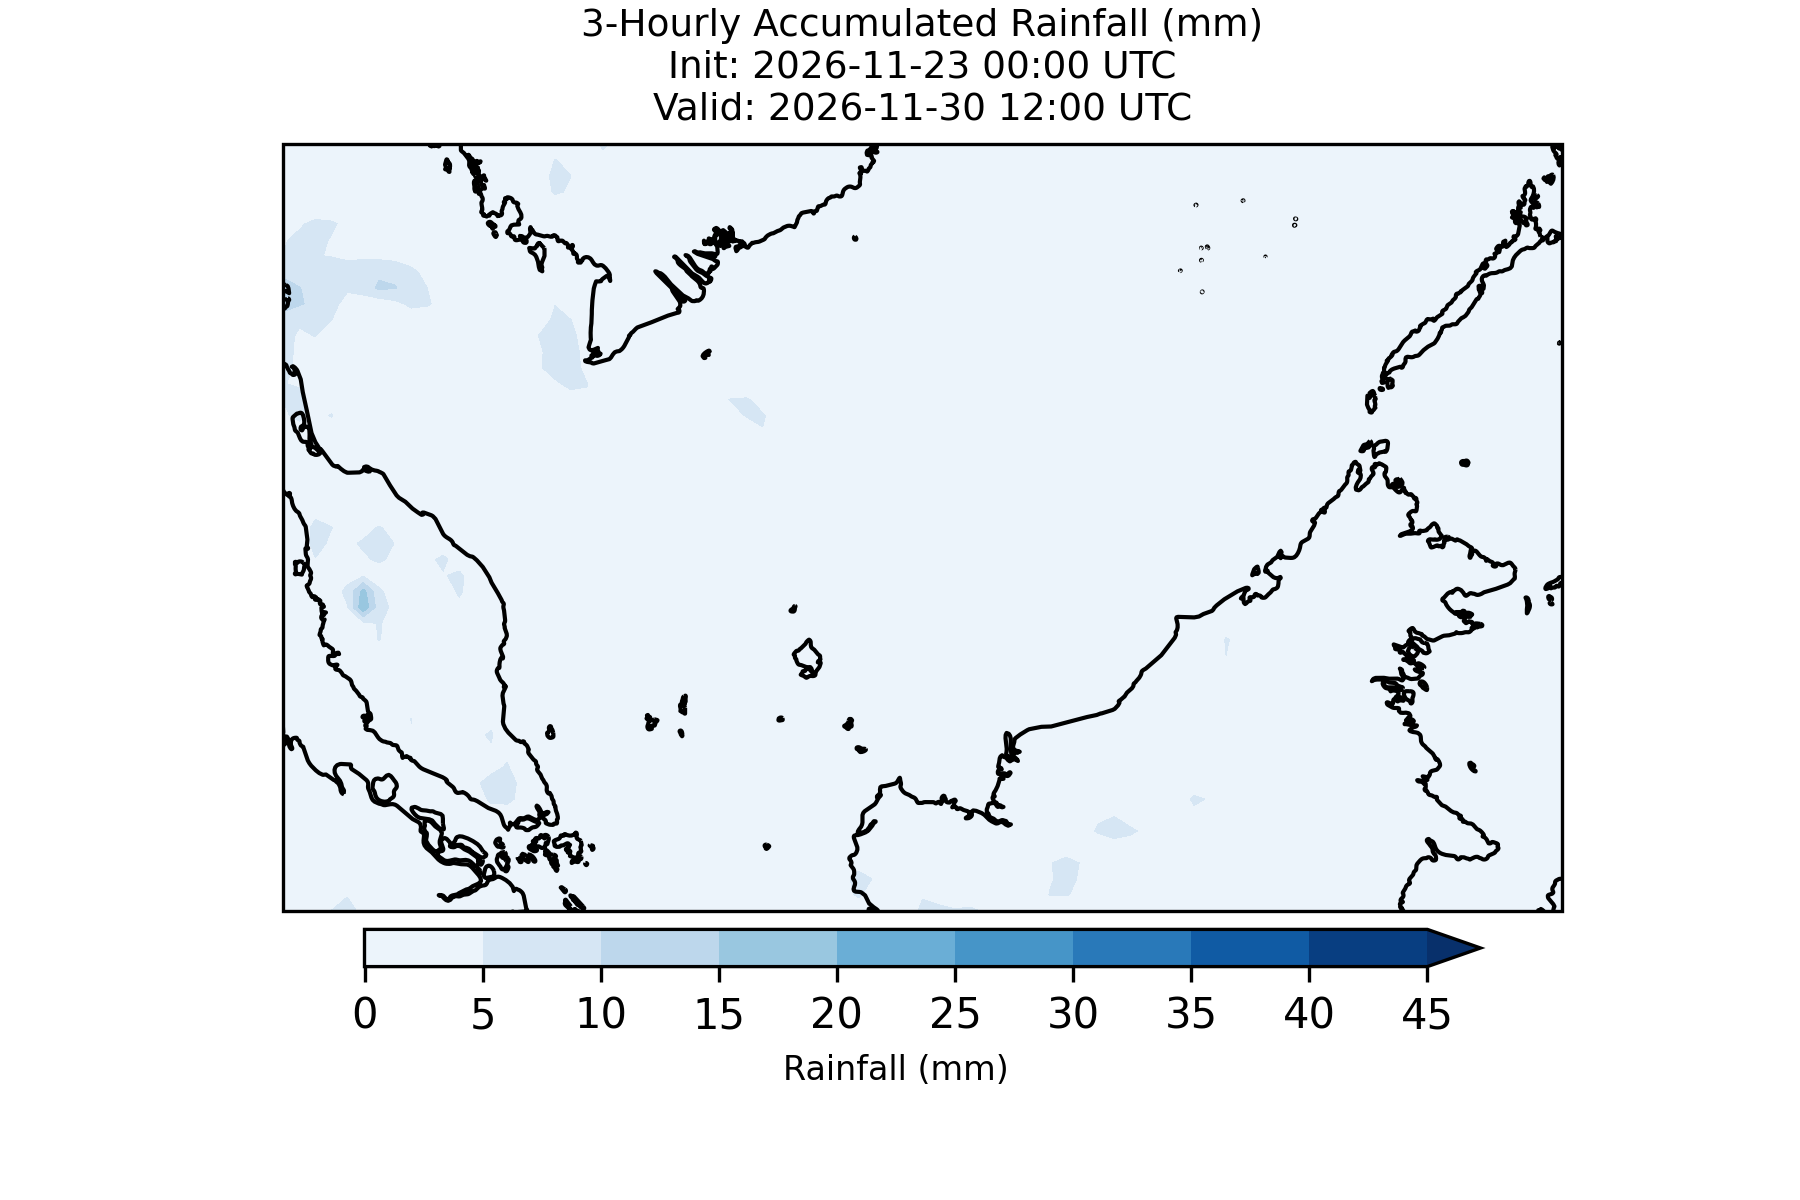 3-Hourly Accumulated Rainfall (mm)
Init: 2026-11-23 00:00 UTC
Valid: 2026-11-30 12:00 UTC
0 5 10 15 20 25 30 35 40 45
Rainfall (mm)